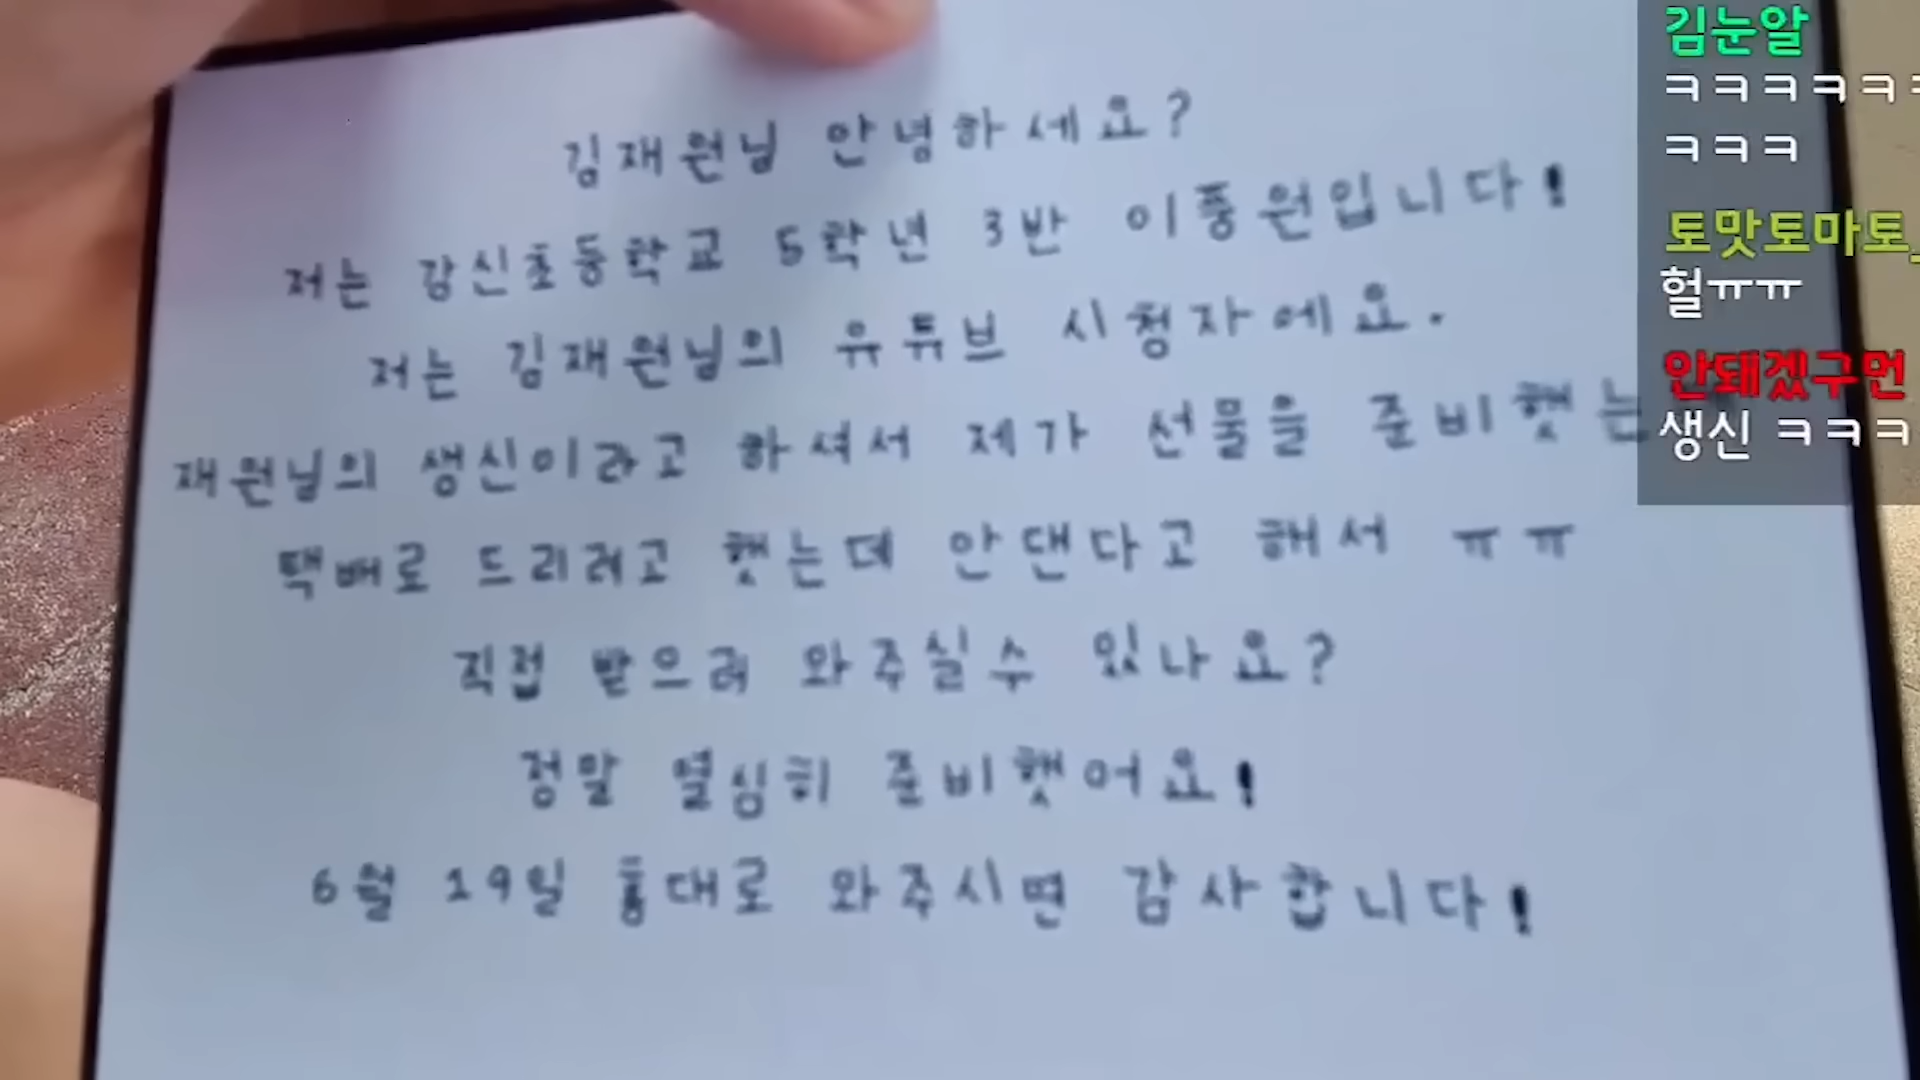 김재원님 안녕하세요?
저는 강신초등학교 5학년 3반 이풍원입니다!
저는 김재원님의 유튜브 시청자에요.
재원님의 생신이라고 하셔서 제가 선물을 준비햇는
택배로 드리려고 햇는데 안댄다고 해서 ㅠㅠ
직접 받으러 와주실수 있나요?
정말 열심히 준비햇어요!
6월 19일 홍대로 와주시면 감사합니다!
김눈알
ㅋㅋㅋㅋㅋ
ㅋㅋㅋ
토맛토마토_
헐ㅠㅠ
안돼겠구먼
생신 ㅋㅋㅋ